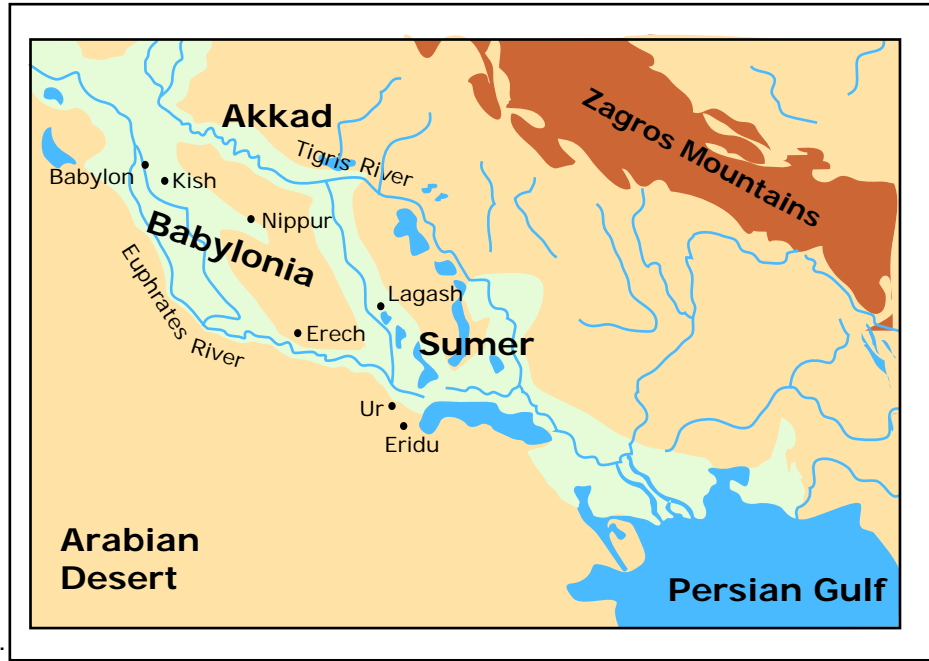 Akkad
Zagros Mountains
Tigris River
Babylon
Kish
Nippur
Babylonia
Euphrates River
Lagash
Erech
Sumer
Ur
Eridu
Arabian
Desert
Persian Gulf
.